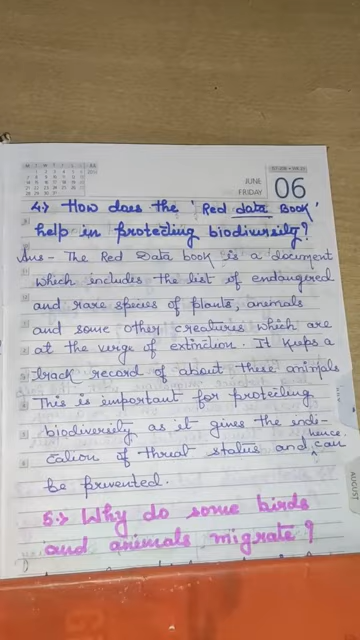 JUNE
FRIDAY
06
4.) How does the 'Red data Book'
help in protecting biodiversity?
Ans - The Red Data book is a document
which includes the list of endangered
and rare species of plants, animals
and some other creatures which are
at the verge of extinction. It keeps a
track record of about these animals
This is important for protecting
biodiversity as it gives the indi-
cation of threat status and hence can
be prevented.
5.) Why do some birds
and animals migrate?
AUGUST